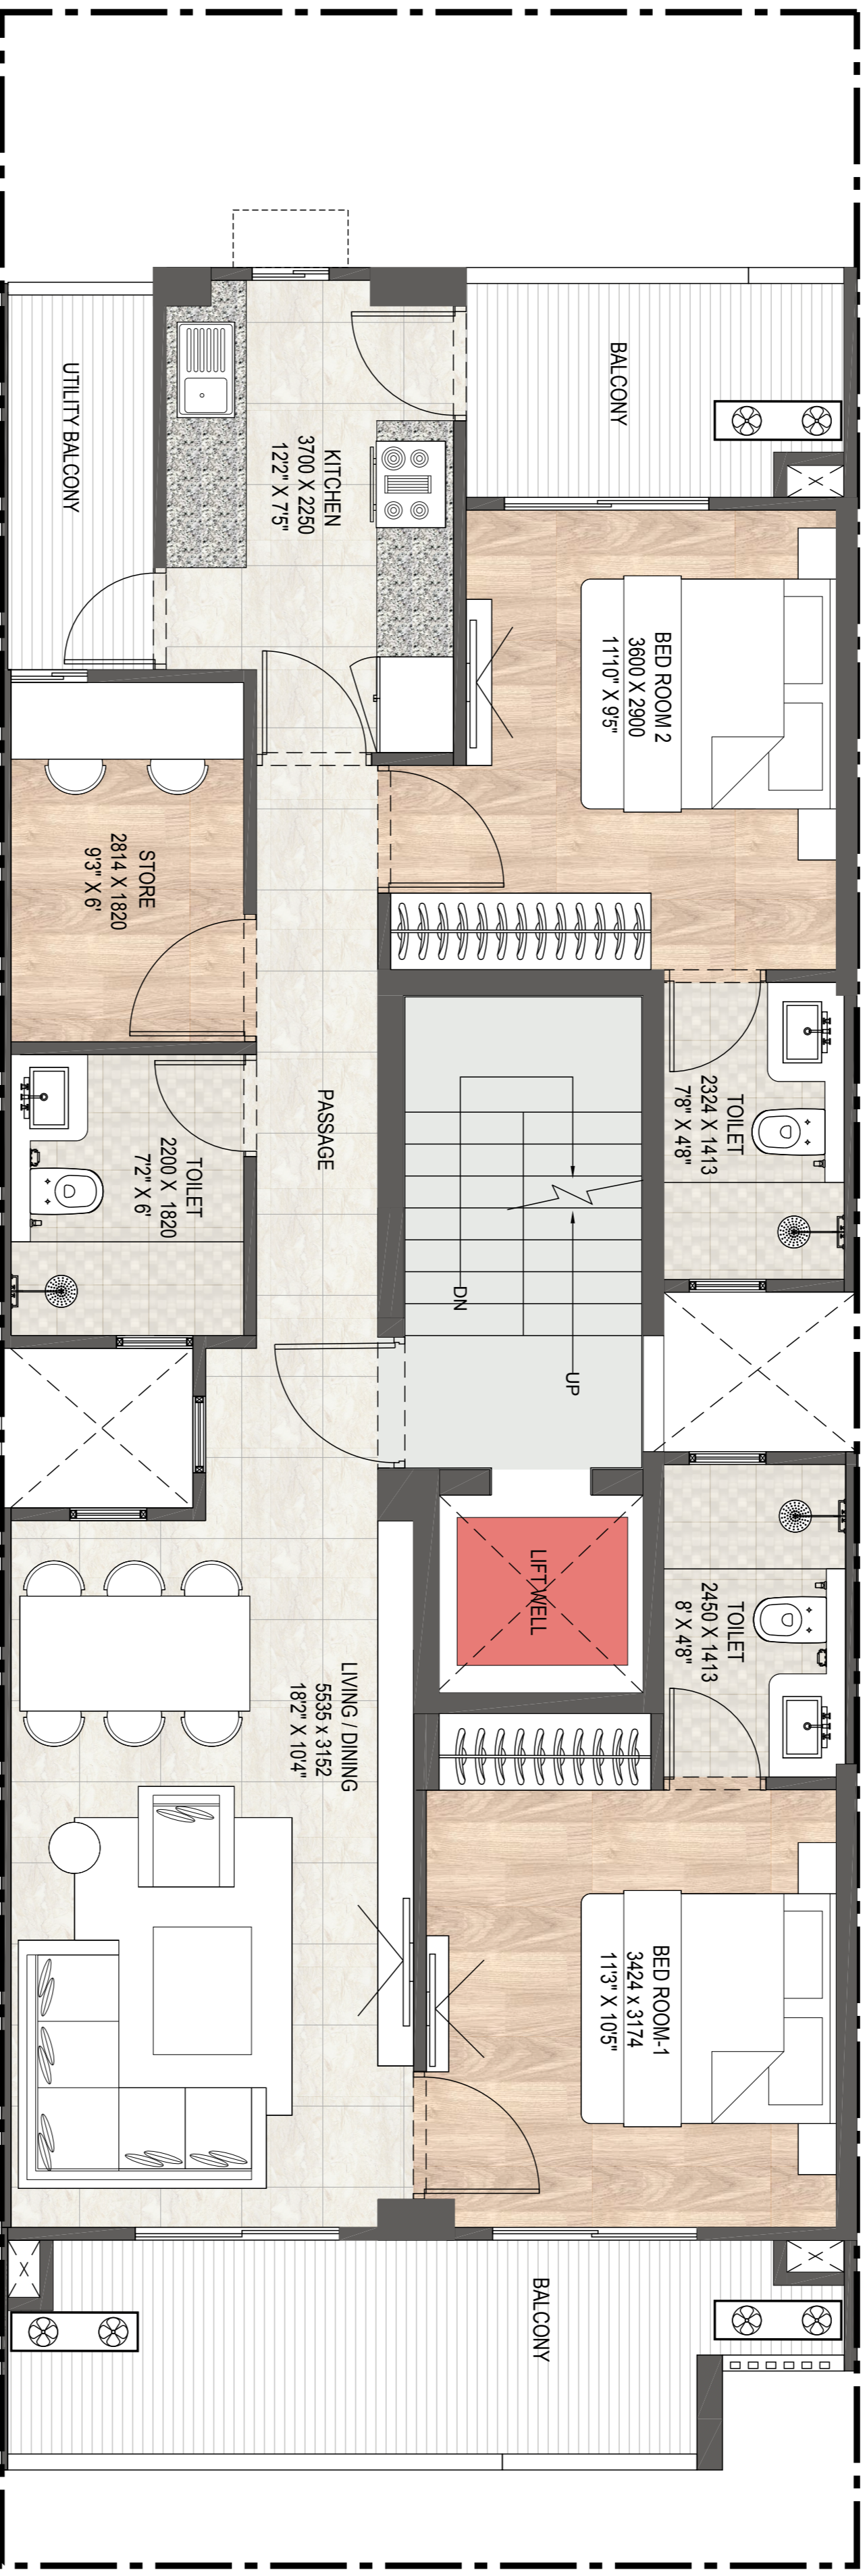 BALCONY
UTILITY BALCONY
KITCHEN
3700 X 2250
12'2" X 7'5"
BED ROOM 2
3600 X 2900
11'10" X 9'5"
STORE
2814 X 1820
9'3" X 6'
TOILET
2324 X 1413
7'8" X 4'8"
PASSAGE
TOILET
2200 X 1820
7'2" X 6'
DN
UP
LIFT WELL
TOILET
2450 X 1413
8' X 4'8"
LIVING / DINING
5535 x 3152
18'2" X 10'4"
BED ROOM-1
3424 x 3174
11'3" X 10'5"
BALCONY